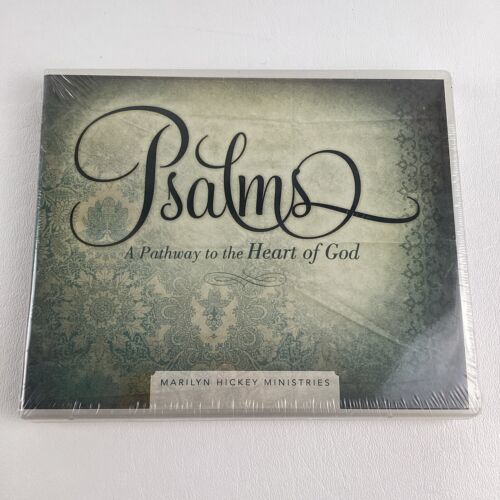 Psalms
A Pathway to the Heart of God
MARILYN HICKEY MINISTRIES